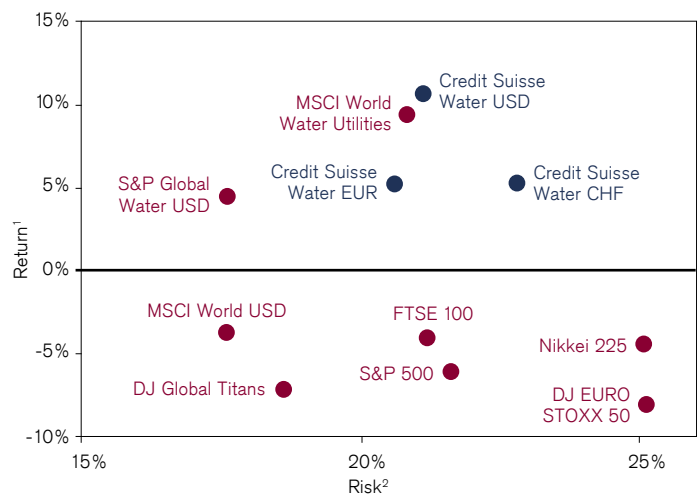 15%
10%
5%
0%
-5%
-10%
Return¹
Credit Suisse
Water USD
MSCI World
Water Utilities
Credit Suisse
Water EUR
Credit Suisse
Water CHF
S&P Global
Water USD
MSCI World USD
FTSE 100
Nikkei 225
S&P 500
DJ Global Titans
DJ EURO
STOXX 50
15%
20%
25%
Risk²